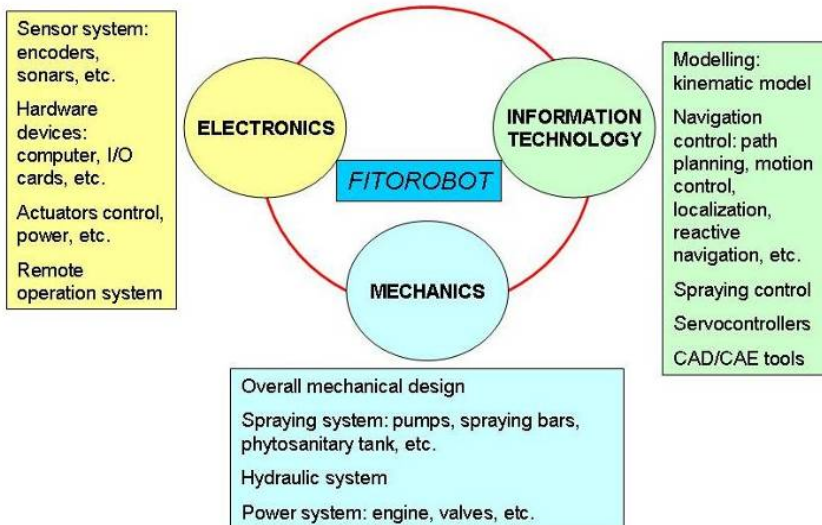 Sensor system:
encoders,
sonars, etc.
Hardware
devices:
computer, I/O
cards, etc.
Actuators control,
power, etc.
Remote
operation system
ELECTRONICS
INFORMATION
TECHNOLOGY
FITOROBOT
MECHANICS
Modelling:
kinematic model
Navigation
control: path
planning, motion
control,
localization,
reactive
navigation, etc.
Spraying control
Servocontrollers
CAD/CAE tools
Overall mechanical design
Spraying system: pumps, spraying bars,
phytosanitary tank, etc.
Hydraulic system
Power system: engine, valves, etc.